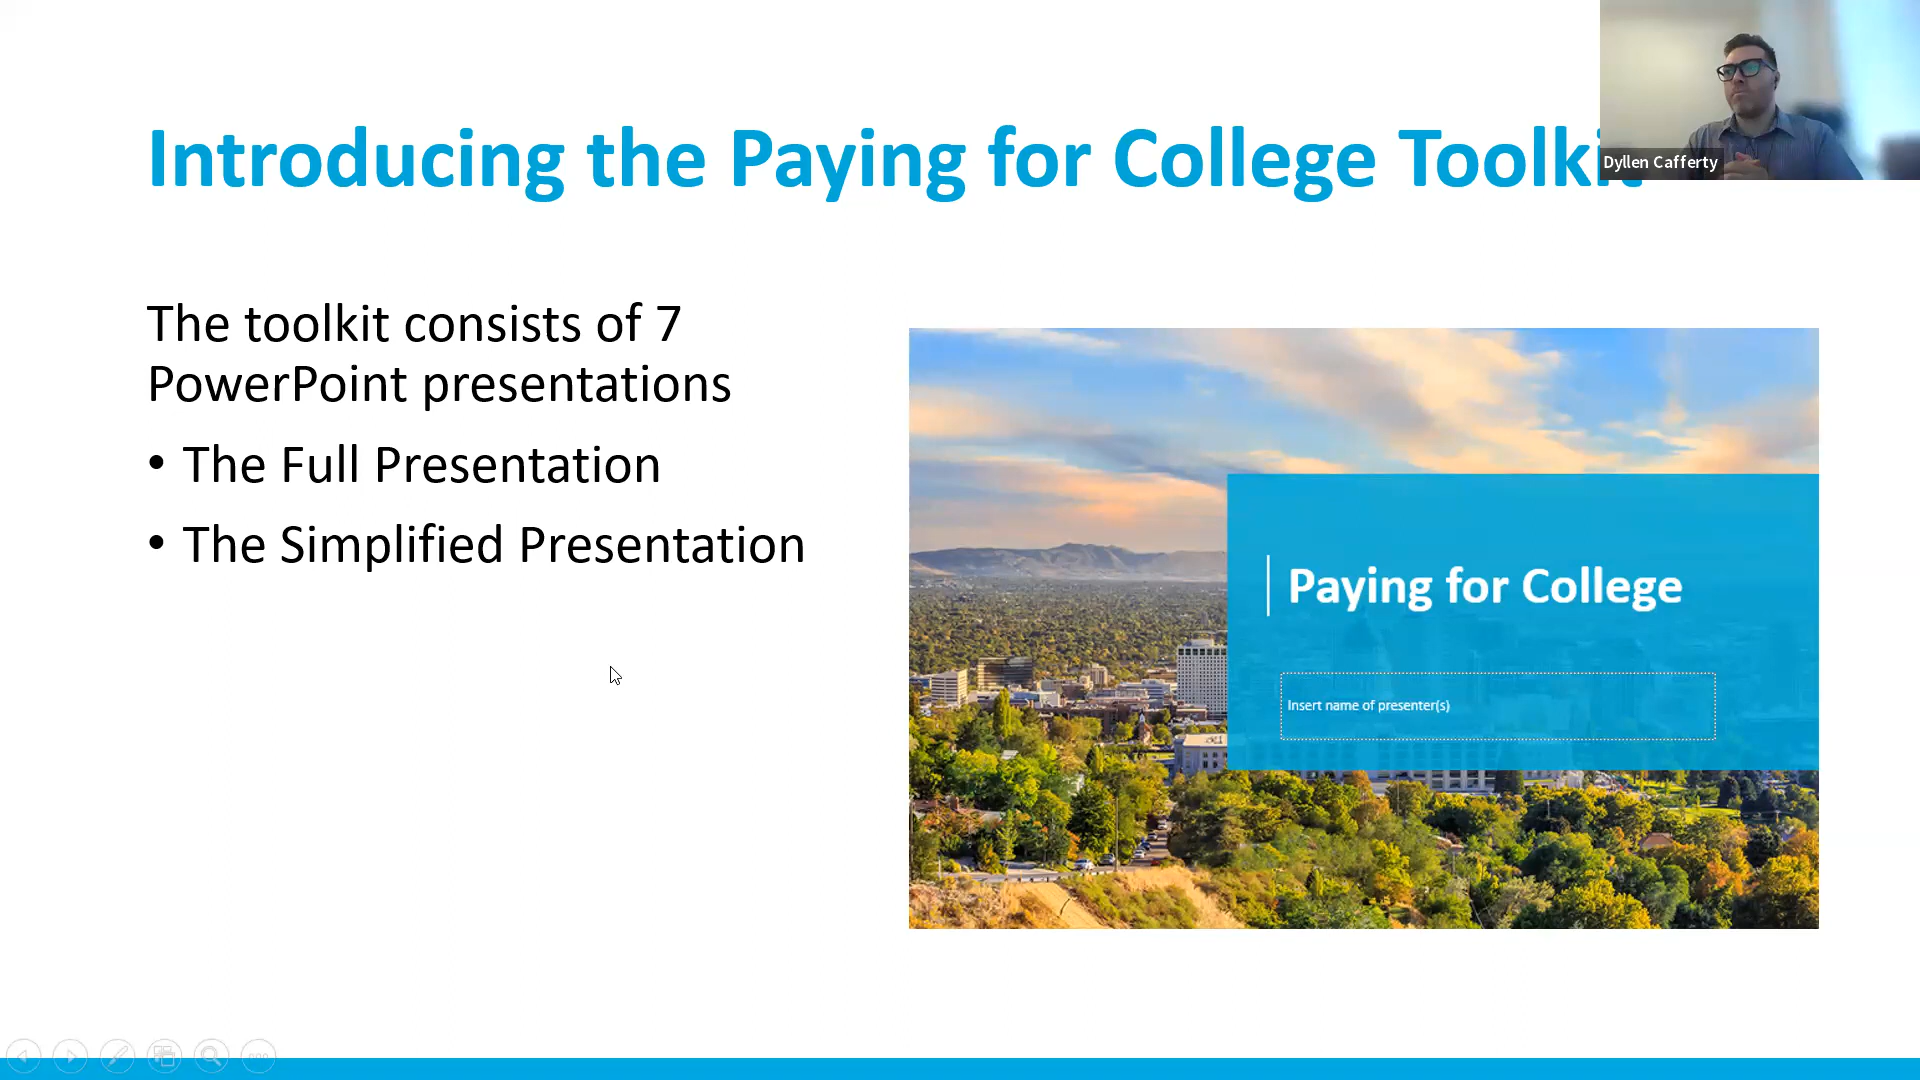 Introducing the Paying for College Toolkit
Dyllen Cafferty
The toolkit consists of 7
PowerPoint presentations
• The Full Presentation
• The Simplified Presentation
Paying for College
Insert name of presenter(s)